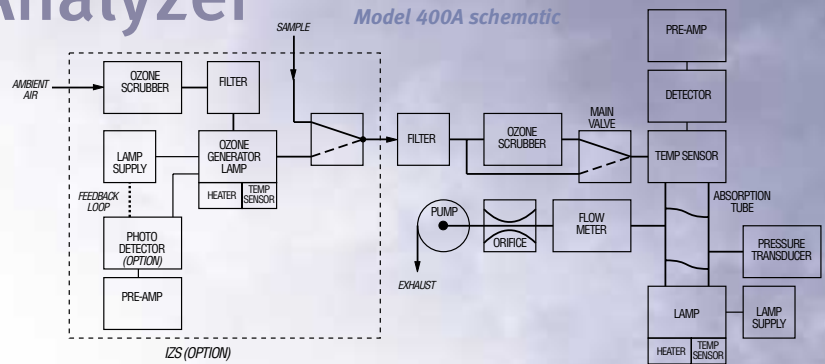 Analyzer
Model 400A schematic
SAMPLE
AMBIENT
AIR
OZONE
SCRUBBER
FILTER
LAMP
SUPPLY
OZONE
GENERATOR
LAMP
HEATER
TEMP
SENSOR
FEEDBACK
LOOP
PHOTO
DETECTOR
(OPTION)
PRE-AMP
IZS (OPTION)
FILTER
OZONE
SCRUBBER
MAIN
VALVE
PRE-AMP
DETECTOR
TEMP SENSOR
ABSORPTION
TUBE
PUMP
ORIFICE
FLOW
METER
EXHAUST
PRESSURE
TRANSDUCER
LAMP
LAMP
SUPPLY
HEATER
TEMP
SENSOR